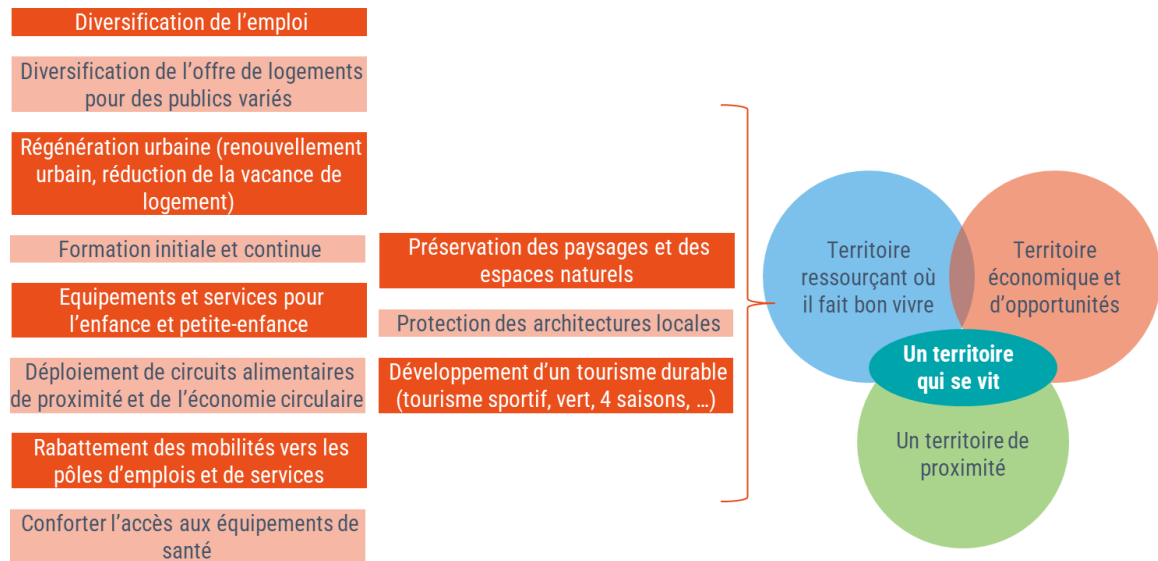 Diversification de l’emploi
Diversification de l’offre de logements
pour des publics variés
Régénération urbaine (renouvellement
urbain, réduction de la vacance de
logement)
Formation initiale et continue
Equipements et services pour
l’enfance et petite-enfance
Déploiement de circuits alimentaires
de proximité et de l’économie circulaire
Rabattement des mobilités vers les
pôles d’emplois et de services
Conforter l’accès aux équipements de
santé
Préservation des paysages et des
espaces naturels
Protection des architectures locales
Développement d’un tourisme durable
(tourisme sportif, vert, 4 saisons, …)
Territoire
ressourçant où
il fait bon vivre
Territoire
économique et
d’opportunités
Un territoire
qui se vit
Un territoire de
proximité